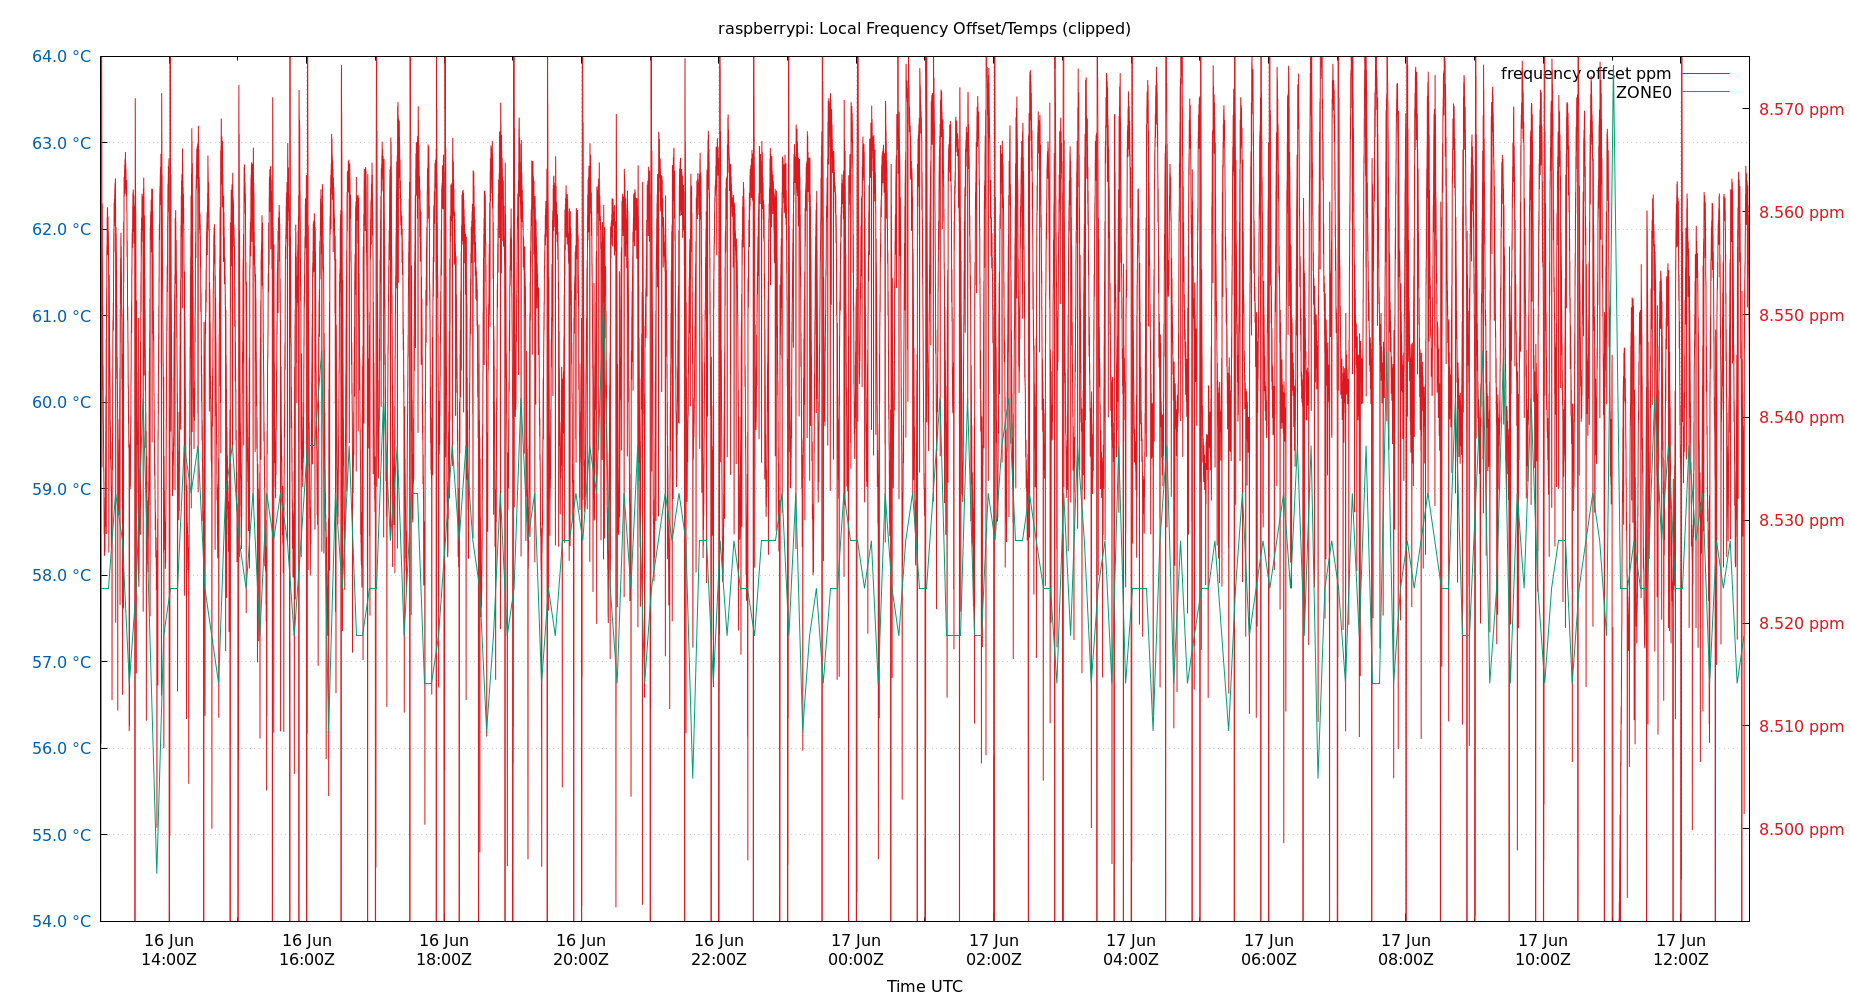 raspberrypi: Local Frequency Offset/Temps (clipped)
64.0 °C
63.0 °C
62.0 °C
61.0 °C
60.0 °C
59.0 °C
58.0 °C
57.0 °C
56.0 °C
55.0 °C
54.0 °C
frequency offset ppm
ZONE0
8.570 ppm
8.560 ppm
8.550 ppm
8.540 ppm
8.530 ppm
8.520 ppm
8.510 ppm
8.500 ppm
16 Jun 16 Jun 16 Jun 16 Jun 16 Jun 17 Jun 17 Jun 17 Jun 17 Jun 17 Jun 17 Jun 17 Jun
14:00Z 16:00Z 18:00Z 20:00Z 22:00Z 00:00Z 02:00Z 04:00Z 06:00Z 08:00Z 10:00Z 12:00Z
Time UTC